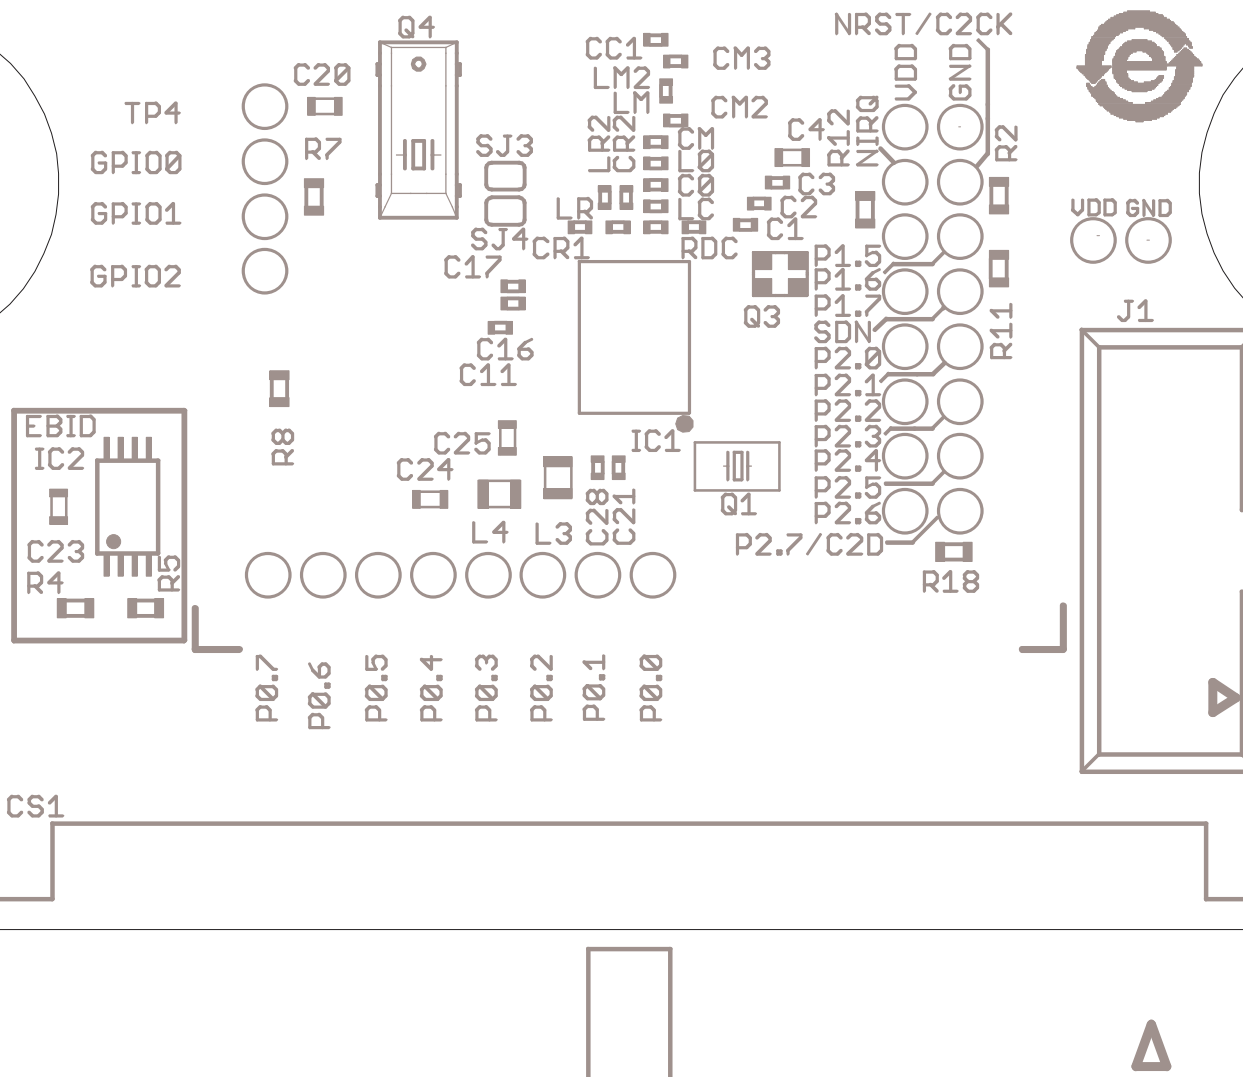 Q4
NRST/C2CK
CC1
CM3
C20
LM2
VDD
GND
TP4
LM
CM2
R7
LR2
CR2
CM
C4
R12
NIRQ
R2
GPIO0
SJ3
L0
C0
C3
GPIO1
LR
LC
C2
VDD GND
SJ4
CR1
RDC
C1
GPIO2
C17
P1.5
P1.6
P1.7
Q3
SDN
R11
J1
C16
P2.0
C11
P2.1
P2.2
EBID
R8
C25
IC1
P2.3
IC2
C24
P2.4
P2.5
Q1
P2.6
C28
C21
L4
L3
P2.7/C2D
C23
R4
R5
R18
P0.7
P0.6
P0.5
P0.4
P0.3
P0.2
P0.1
P0.0
CS1